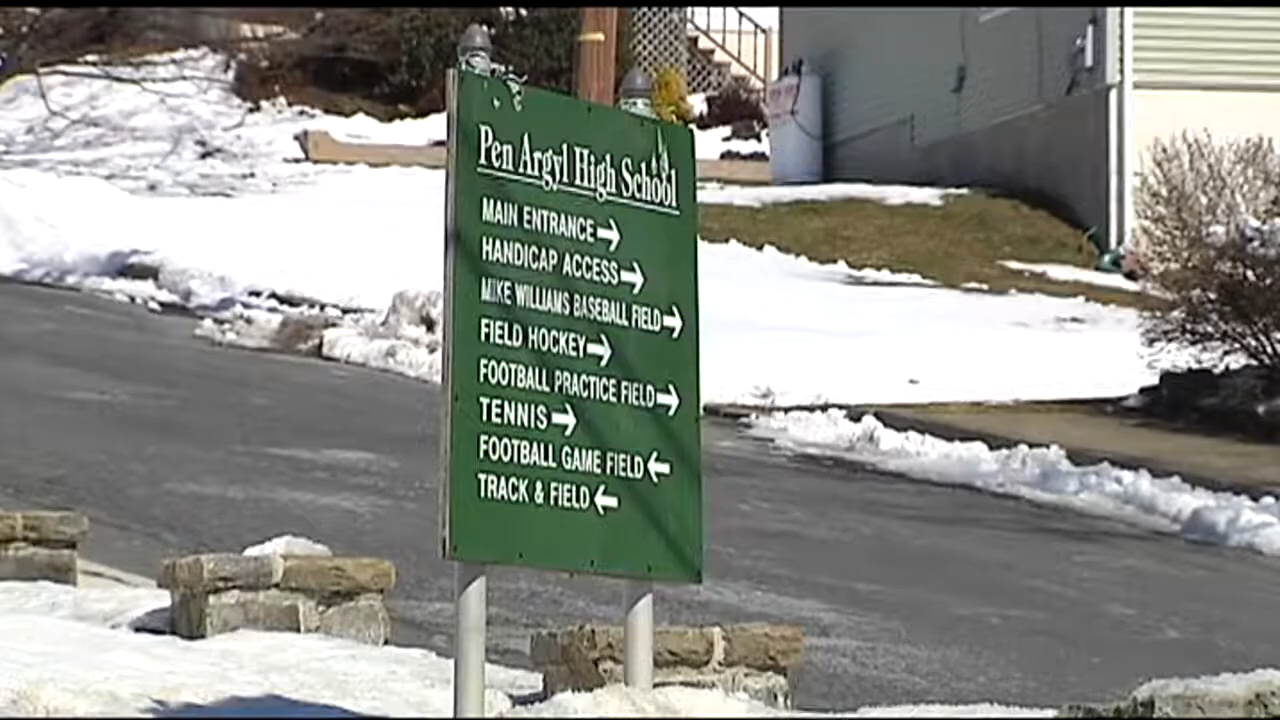 Pen Argyl High School
MAIN ENTRANCE→
HANDICAP ACCESS→
MIKE WILLIAMS BASEBALL FIELD→
FIELD HOCKEY→
FOOTBALL PRACTICE FIELD→
TENNIS→
FOOTBALL GAME FIELD←
TRACK & FIELD←